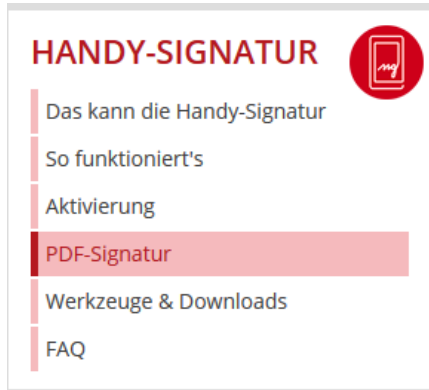 HANDY-SIGNATUR
Das kann die Handy-Signatur
So funktioniert's
Aktivierung
PDF-Signatur
Werkzeuge & Downloads
FAQ